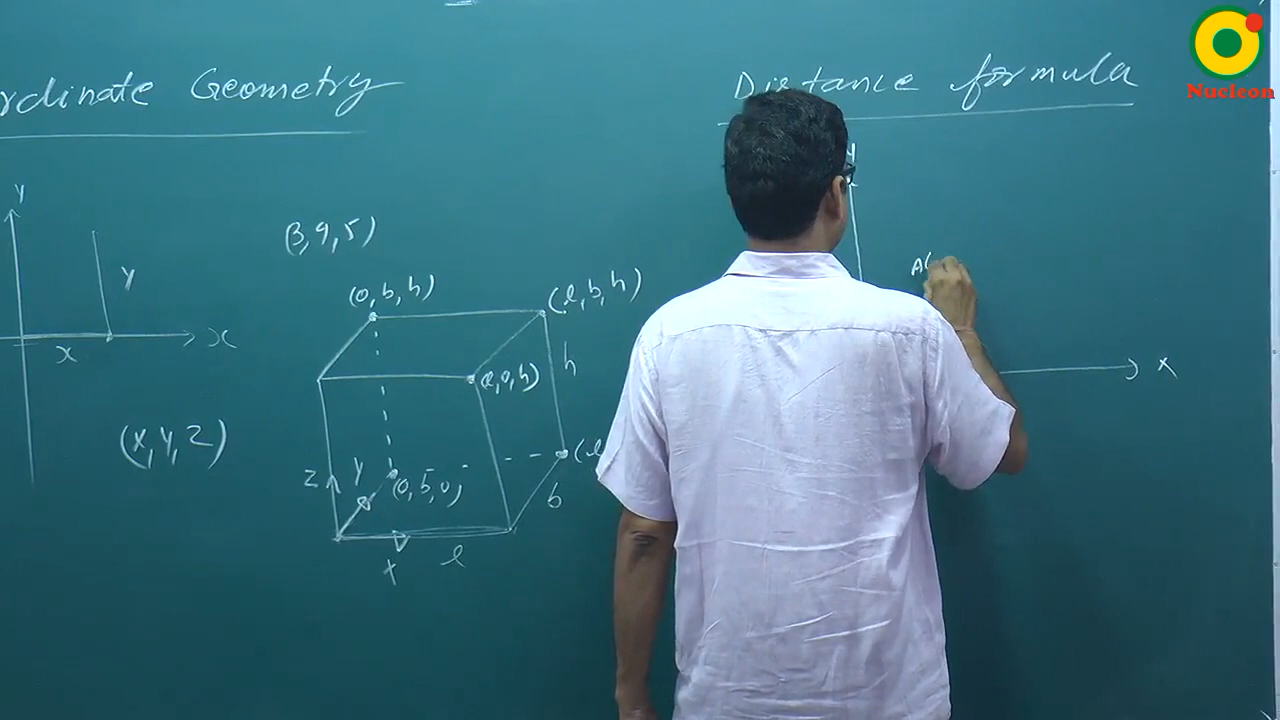 rdinate Geometry
Distance formula
Nucleon
Y
(3,9,5)
y
x
x
(x,y,z)
(0,b,h)
(l,b,h)
(l,0,h)
h
z
y
(0,b,0)
b
x
l
Y
A(
X